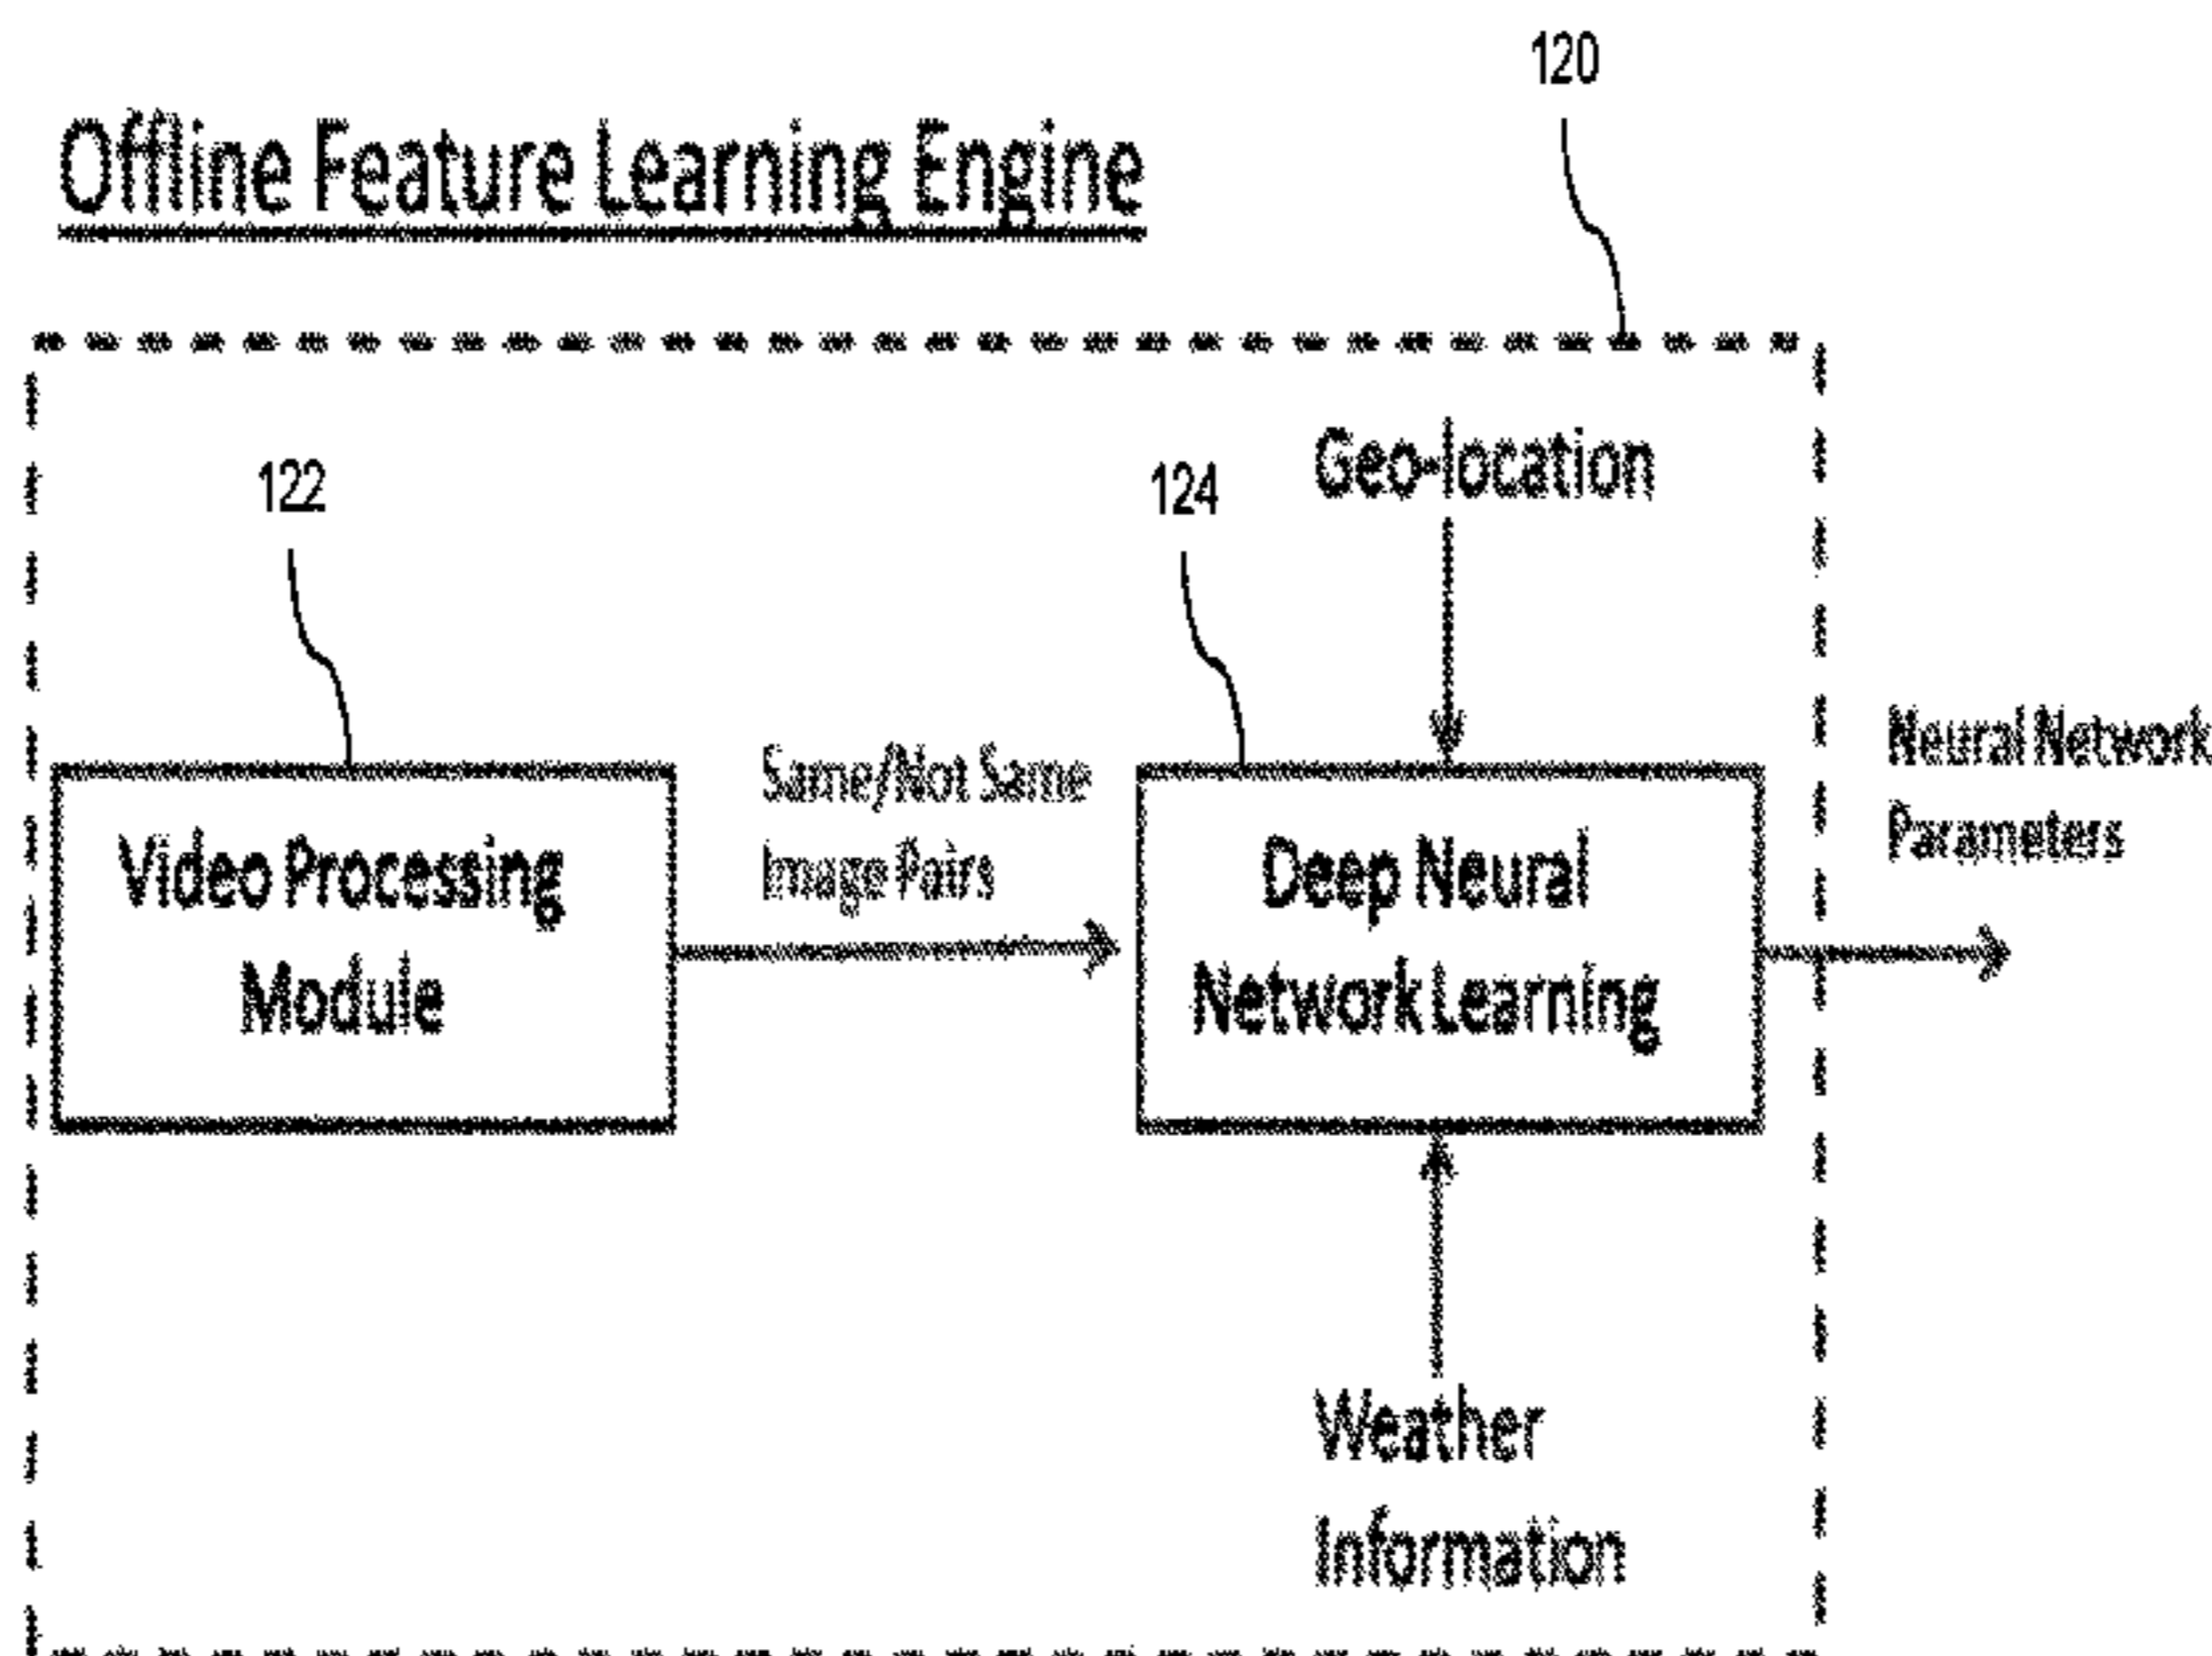 120
Offline Feature Learning Engine
Geo-location
122
124
Same/Not Same
Image Pairs
Video Processing
Module
Deep Neural
Network Learning
Neural Network
Parameters
Weather
Information